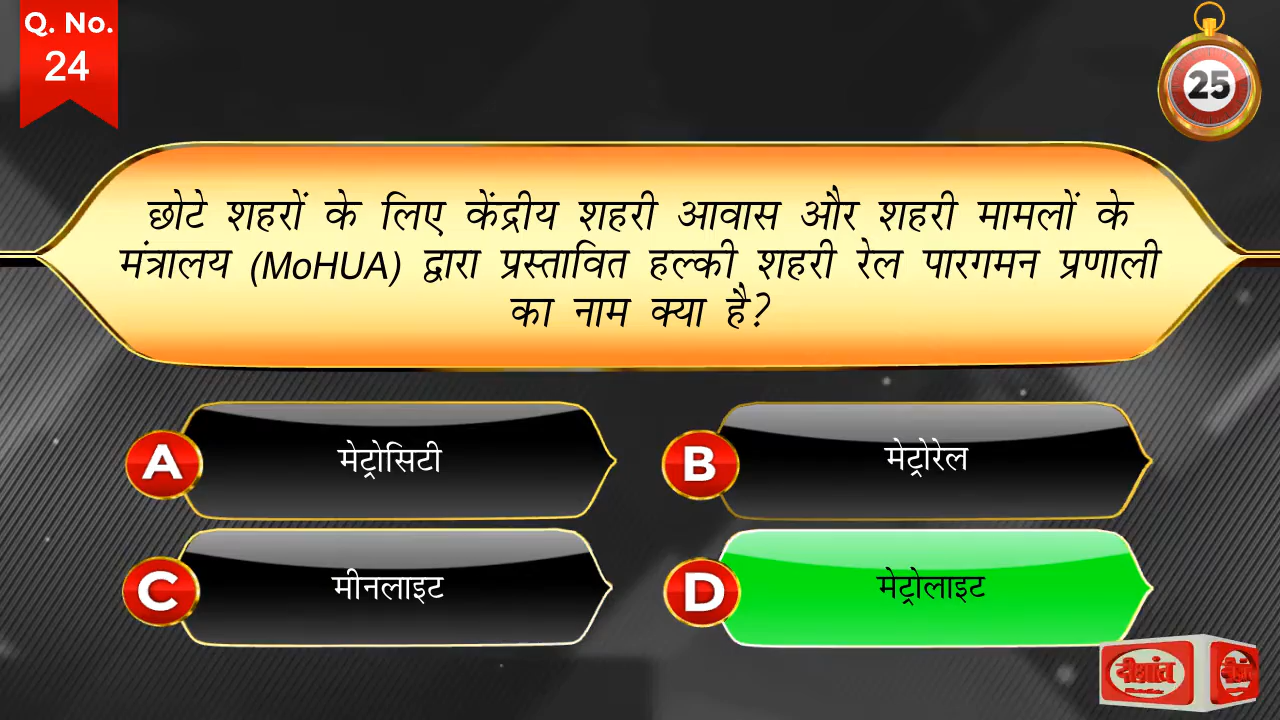 Q. No.
24
25
छोटे शहरों के लिए केंद्रीय शहरी आवास और शहरी मामलों के
मंत्रालय (MoHUA) द्वारा प्रस्तावित हल्की शहरी रेल पारगमन प्रणाली
का नाम क्या है?
A मेट्रोसिटी
B मेट्रोरेल
C मीनलाइट
D मेट्रोलाइट